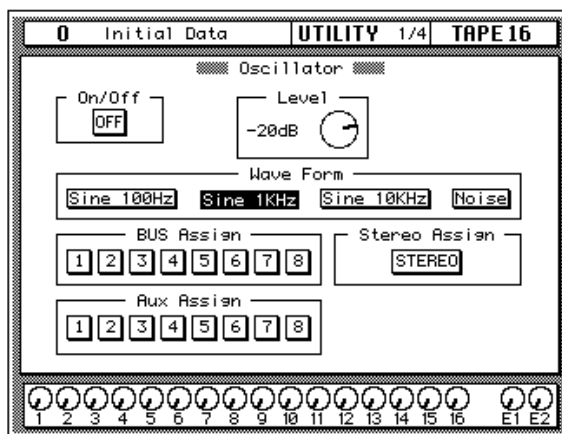 0 Initial Data UTILITY 1/4 TAPE 16
Oscillator
On/Off Level
OFF
-20dB
Wave Form
Sine 100Hz Sine 1KHz Sine 10KHz Noise
BUS Assign Stereo Assign
1 2 3 4 5 6 7 8 STEREO
Aux Assign
1 2 3 4 5 6 7 8
1 2 3 4 5 6 7 8 9 10 11 12 13 14 15 16 E1 E2